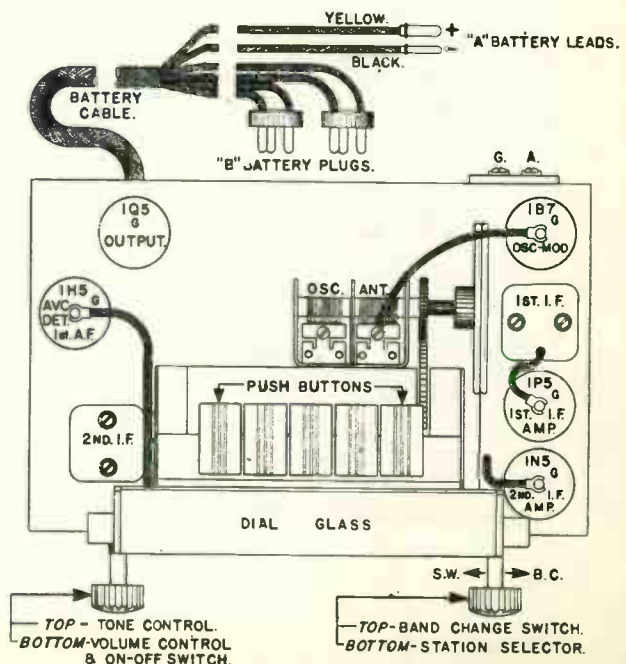 YELLOW.
+
"A" BATTERY LEADS.
-
BLACK.
BATTERY
CABLE.
"B" BATTERY PLUGS.
G. A.
1Q5
G
OUTPUT.
1B7
G
OSC-MOD
1H5
G
AVC
DET.
1st. A.F.
OSC. ANT.
1ST. I.F.
PUSH BUTTONS
1P5
G
1ST. I.F.
AMP.
2ND. I.F.
1N5
G
2ND. I.F.
AMP.
DIAL GLASS
S.W. B.C.
TOP - TONE CONTROL.
BOTTOM-VOLUME CONTROL
& ON-OFF SWITCH.
TOP-BAND CHANGE SWITCH.
BOTTOM-STATION SELECTOR.